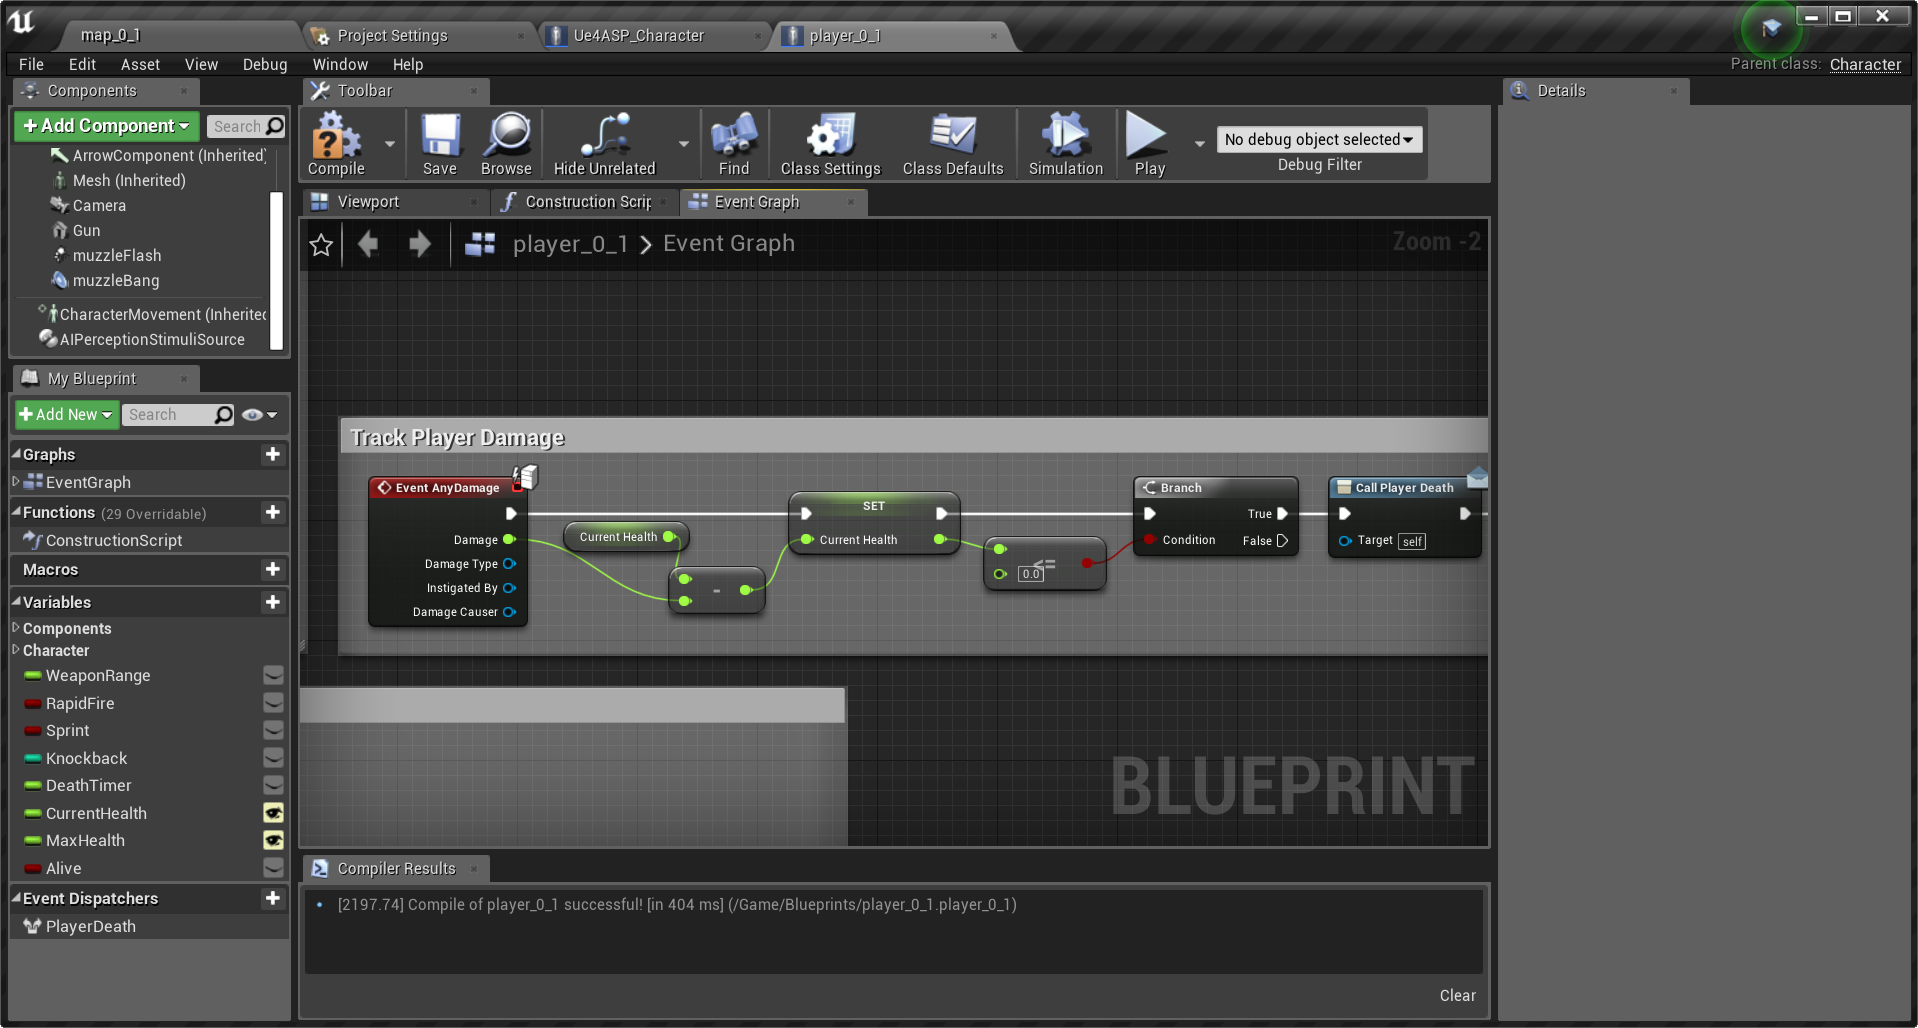 map_0_1
Project Settings
Ue4ASP_Character
player_0_1
File Edit Asset View Debug Window Help
Parent class: Character
Components
Add Component
Search
ArrowComponent (Inherited)
Mesh (Inherited)
Camera
Gun
muzzleFlash
muzzleBang
CharacterMovement (Inherited
AIPerceptionStimuliSource
My Blueprint
Add New
Search
Graphs
EventGraph
Functions (29 Overridable)
ConstructionScript
Macros
Variables
Components
Character
WeaponRange
RapidFire
Sprint
Knockback
DeathTimer
CurrentHealth
MaxHealth
Alive
Event Dispatchers
PlayerDeath
Toolbar
Compile
Save
Browse
Hide Unrelated
Find
Class Settings
Class Defaults
Simulation
Play
No debug object selected
Debug Filter
Viewport
Construction Scrip
Event Graph
player_0_1 > Event Graph
Zoom -2
Track Player Damage
Event AnyDamage
Damage
Damage Type
Instigated By
Damage Causer
Current Health
-
SET
Current Health
<=
0.0
Branch
True
Condition
False
Call Player Death
Target self
BLUEPRINT
Compiler Results
[2197.74] Compile of player_0_1 successful! [in 404 ms] (/Game/Blueprints/player_0_1.player_0_1)
Clear
Details